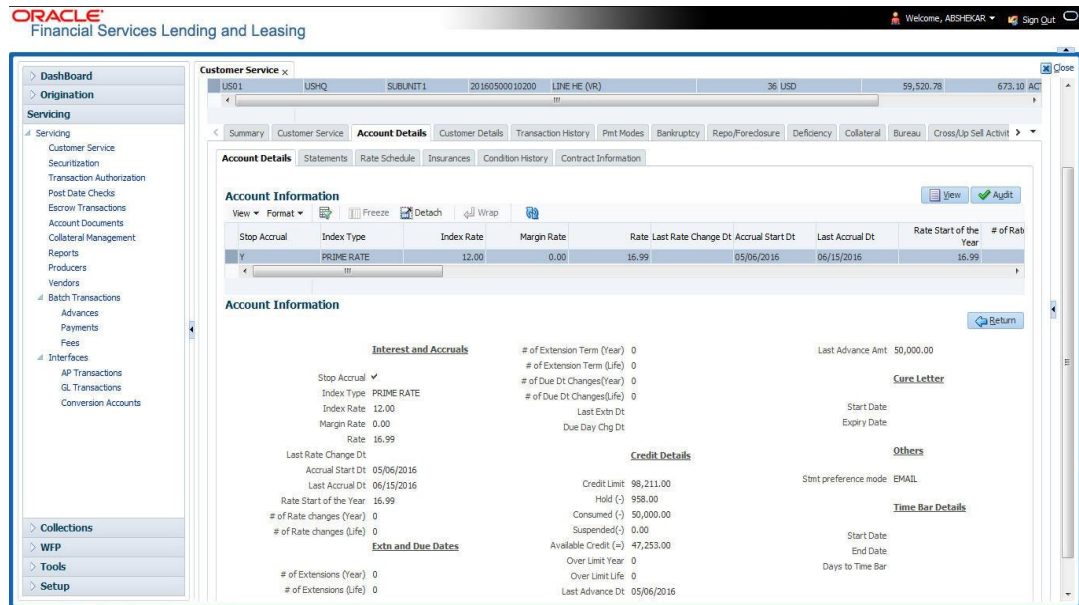 ORACLE
Financial Services Lending and Leasing
Welcome, ABSHEKAR
Sign Out
Close
DashBoard
Origination
Servicing
Servicing
Customer Service
Securitization
Transaction Authorization
Post Date Checks
Escrow Transactions
Account Documents
Collateral Management
Reports
Producers
Vendors
Batch Transactions
Advances
Payments
Fees
Interfaces
AP Transactions
GL Transactions
Conversion Accounts
Collections
WFP
Tools
Setup
Customer Service x
US01 USHQ SUBUNIT1 20160500010200 LINE HE (VR) 36 USD 59,520.78 673.10 ACT
Summary Customer Service Account Details Customer Details Transaction History Pmt Modes Bankruptcy Repo/Foreclosure Deficiency Collateral Bureau Cross/Up Sell Activit
Account Details Statements Rate Schedule Insurances Condition History Contract Information
Account Information
View Audit
View Format Freeze Detach Wrap
Stop Accrual Index Type Index Rate Margin Rate Rate Last Rate Change Dt Accrual Start Dt Last Accrual Dt Rate Start of the Year # of Rat
Y PRIME RATE 12.00 0.00 16.99 05/06/2016 06/15/2016 16.99
Account Information
Return
Interest and Accruals
Stop Accrual
Index Type PRIME RATE
Index Rate 12.00
Margin Rate 0.00
Rate 16.99
Last Rate Change Dt
Accrual Start Dt 05/06/2016
Last Accrual Dt 06/15/2016
Rate Start of the Year 16.99
# of Rate changes (Year) 0
# of Rate changes (Life) 0
Extn and Due Dates
# of Extensions (Year) 0
# of Extensions (Life) 0
# of Extension Term (Year) 0
# of Extension Term (Life) 0
# of Due Dt Changes(Year) 0
# of Due Dt Changes(Life) 0
Last Extn Dt
Due Day Chg Dt
Credit Details
Credit Limit 98,211.00
Hold (-) 958.00
Consumed (-) 50,000.00
Suspended(-) 0.00
Available Credit (=) 47,253.00
Over Limit Year 0
Over Limit Life 0
Last Advance Dt 05/06/2016
Last Advance Amt 50,000.00
Cure Letter
Start Date
Expiry Date
Others
Stmt preference mode EMAIL
Time Bar Details
Start Date
End Date
Days to Time Bar